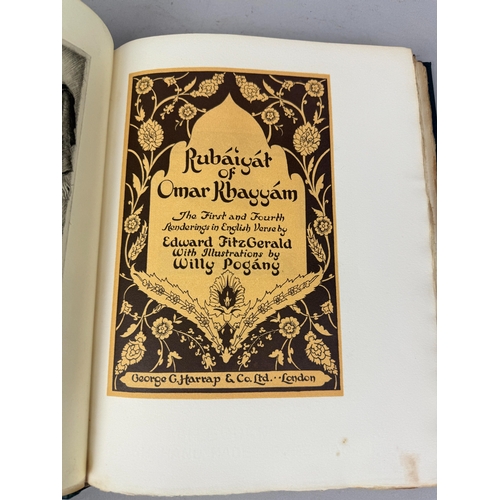 Rubáiyát
of
Omar Khayyám
The First and Fourth
Renderings in English Verse by
Edward FitzGerald
With Illustrations by
Willy Pogány
George G. Harrap & Co. Ltd. · · London